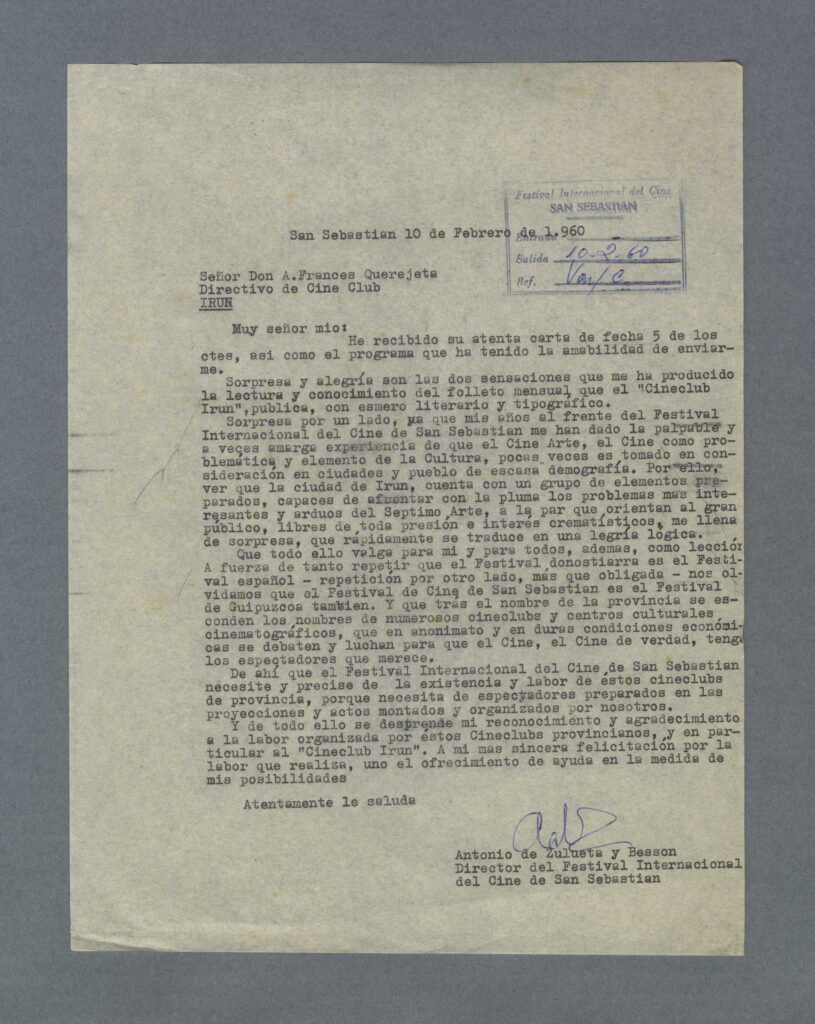 Festival Internacional del Cine
SAN SEBASTIAN
San Sebastian 10 de Febrero de 1.960
Entrada
Salida 10-2-60
Ref. Var/C.
Señor Don A.Frances Querejeta
Directivo de Cine Club
IRUN
Muy señor mio:
He recibido su atenta carta de fecha 5 de los
ctes, asi como el programa que ha tenido la amabilidad de enviar-
me.
Sorpresa y alegría son las dos sensaciones que me ha producido
la lectura y conocimiento del folleto mensual que el "Cineclub
Irun", publica, con esmero literario y tipográfico.
Sorpresa por un lado, ya que mis años al frente del Festival
Internacional del Cine de San Sebastian me han dado la palpable y
a veces amarga experiencia de que el Cine Arte, el Cine como pro-
blemática y elemento de la Cultura, pocas veces es tomado en con-
sideración en ciudades y pueblo de escasa demografía. Por ello,
ver que la ciudad de Irun, cuenta con un grupo de elementos pre-
parados, capaces de afrontar con la pluma los problemas mas inte-
resantes y arduos del Septimo Arte, a la par que orientan al gran
público, libres de toda presión e interés crematísticos, me llena
de sorpresa, que rápidamente se traduce en una legría lógica.
Que todo ello valga para mi y para todos, ademas, como lección
A fuerza de tanto repetir que el Festival donostiarra es el Festi-
val español - repetición por otro lado, mas que obligada - nos ol-
vidamos que el Festival de Cine de San Sebastian es el Festival
de Guipuzcoa tambien. Y que trás el nombre de la provincia se es-
conden los nombres de numerosos cineclubs y centros culturales
cinematográficos, que en anonimato y en duras condiciones económi-
cas se debaten y luchan para que el Cine, el Cine de verdad, tenga
los espectadores que merece.
De ahí que el Festival Internacional del Cine de San Sebastian
necesite y precise de la existencia y labor de éstos cineclubs
de provincia, porque necesita de espectadores preparados en las
proyecciones y actos montados y organizados por nosotros.
Y de todo ello se desprende mi reconocimiento y agradecimiento
a la labor organizada por éstos Cineclubs provincianos, y en par-
ticular al "Cineclub Irun". A mi mas sincera felicitación por la
labor que realiza, uno el ofrecimiento de ayuda en la medida de
mis posibilidades
Atentamente le saluda
Antonio de Zulueta y Besson
Director del Festival Internacional
del Cine de San Sebastian